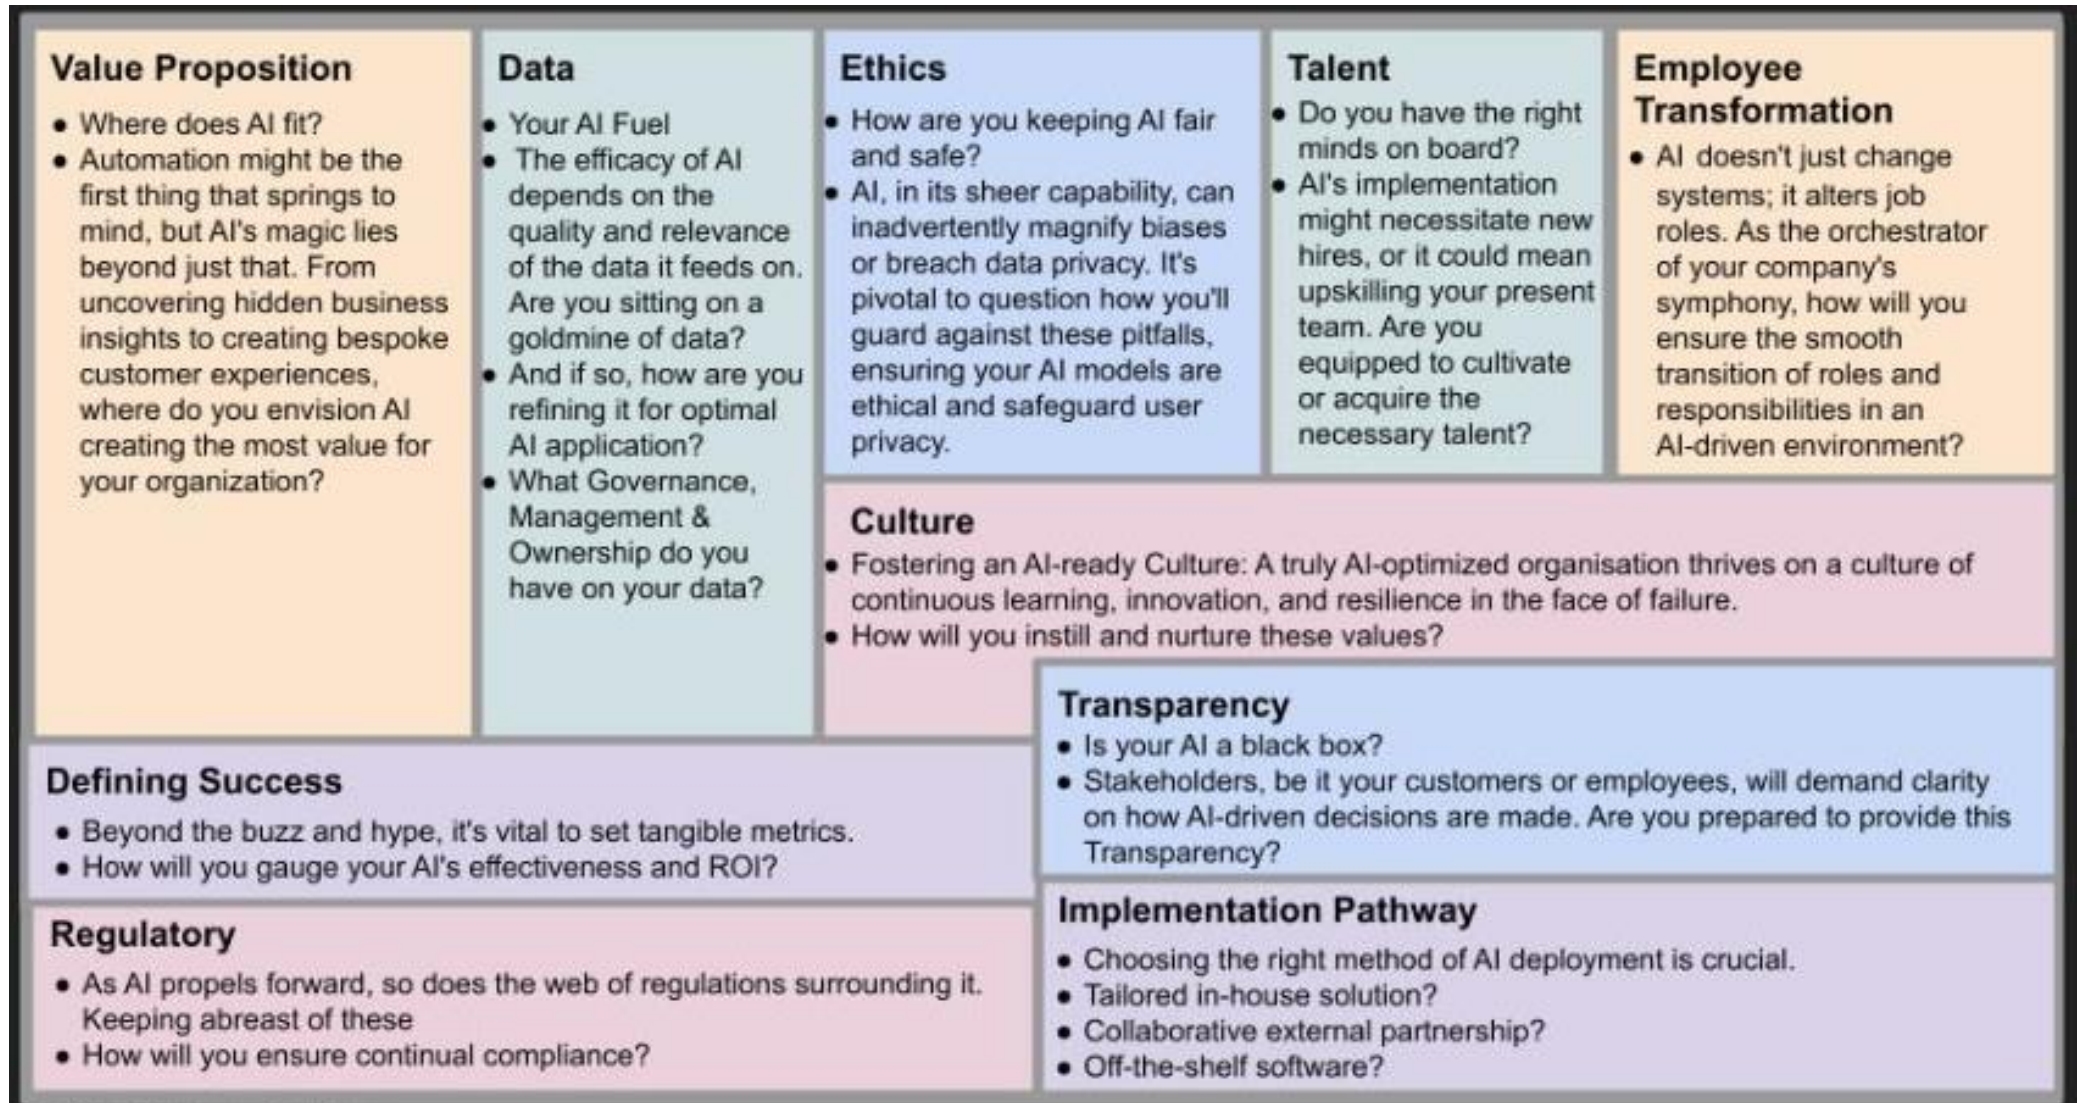 Value Proposition
Where does AI fit?
Automation might be the
first thing that springs to
mind, but AI's magic lies
beyond just that. From
uncovering hidden business
insights to creating bespoke
customer experiences,
where do you envision AI
creating the most value for
your organization?
Data
Your AI Fuel
The efficacy of AI
depends on the
quality and relevance
of the data it feeds on.
Are you sitting on a
goldmine of data?
And if so, how are you
refining it for optimal
AI application?
What Governance,
Management &
Ownership do you
have on your data?
Ethics
How are you keeping AI fair
and safe?
AI, in its sheer capability, can
inadvertently magnify biases
or breach data privacy. It's
pivotal to question how you'll
guard against these pitfalls,
ensuring your AI models are
ethical and safeguard user
privacy.
Talent
Do you have the right
minds on board?
AI's implementation
might necessitate new
hires, or it could mean
upskilling your present
team. Are you
equipped to cultivate
or acquire the
necessary talent?
Employee
Transformation
AI doesn't just change
systems; it alters job
roles. As the orchestrator
of your company's
symphony, how will you
ensure the smooth
transition of roles and
responsibilities in an
AI-driven environment?
Culture
Fostering an AI-ready Culture: A truly AI-optimized organisation thrives on a culture of
continuous learning, innovation, and resilience in the face of failure.
How will you instill and nurture these values?
Transparency
Is your AI a black box?
Stakeholders, be it your customers or employees, will demand clarity
on how AI-driven decisions are made. Are you prepared to provide this
Transparency?
Defining Success
Beyond the buzz and hype, it's vital to set tangible metrics.
How will you gauge your AI's effectiveness and ROI?
Regulatory
As AI propels forward, so does the web of regulations surrounding it.
Keeping abreast of these
How will you ensure continual compliance?
Implementation Pathway
Choosing the right method of AI deployment is crucial.
Tailored in-house solution?
Collaborative external partnership?
Off-the-shelf software?